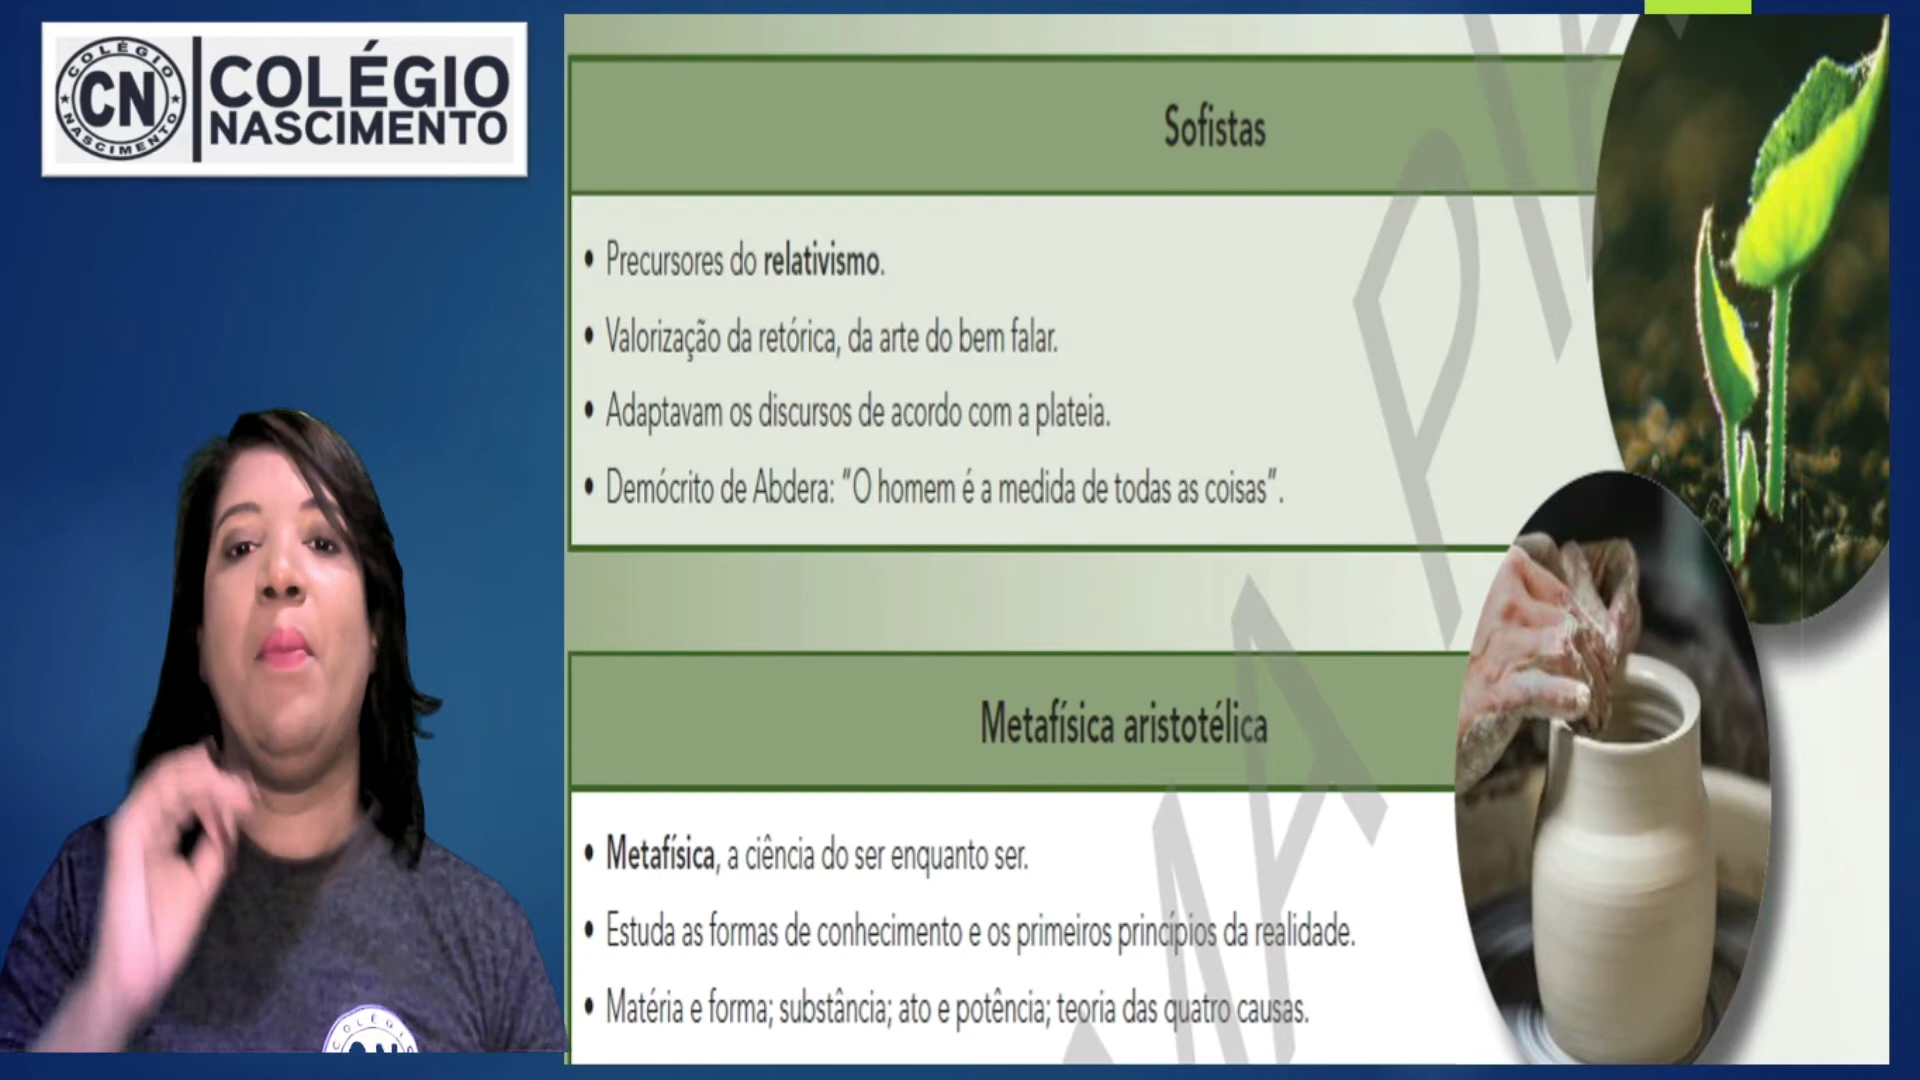 COLÉGIO
CN
NASCIMENTO
COLÉGIO
NASCIMENTO
Sofistas
• Precursores do relativismo.
• Valorização da retórica, da arte do bem falar.
• Adaptavam os discursos de acordo com a plateia.
• Demócrito de Abdera: “O homem é a medida de todas as coisas”.
Metafísica aristotélica
• Metafísica, a ciência do ser enquanto ser.
• Estuda as formas de conhecimento e os primeiros princípios da realidade.
• Matéria e forma; substância; ato e potência; teoria das quatro causas.